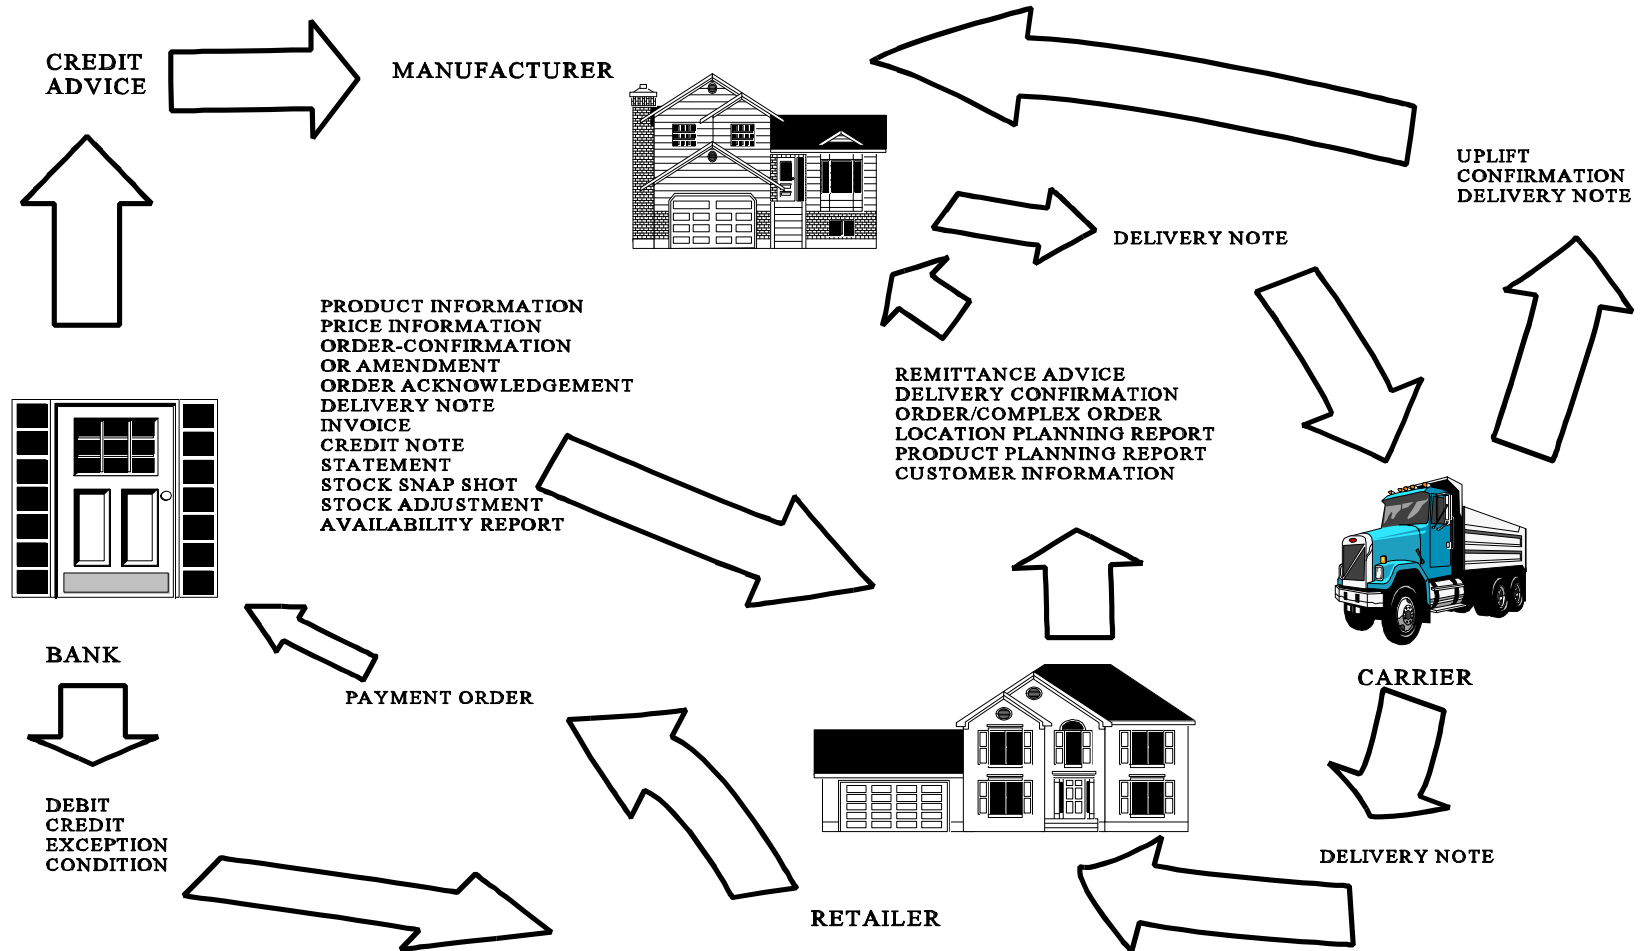 CREDIT
ADVICE
MANUFACTURER
UPLIFT
CONFIRMATION
DELIVERY NOTE
DELIVERY NOTE
PRODUCT INFORMATION
PRICE INFORMATION
ORDER-CONFIRMATION
OR AMENDMENT
ORDER ACKNOWLEDGEMENT
DELIVERY NOTE
INVOICE
CREDIT NOTE
STATEMENT
STOCK SNAP SHOT
STOCK ADJUSTMENT
AVAILABILITY REPORT
REMITTANCE ADVICE
DELIVERY CONFIRMATION
ORDER/COMPLEX ORDER
LOCATION PLANNING REPORT
PRODUCT PLANNING REPORT
CUSTOMER INFORMATION
BANK
PAYMENT ORDER
CARRIER
DEBIT
CREDIT
EXCEPTION
CONDITION
DELIVERY NOTE
RETAILER